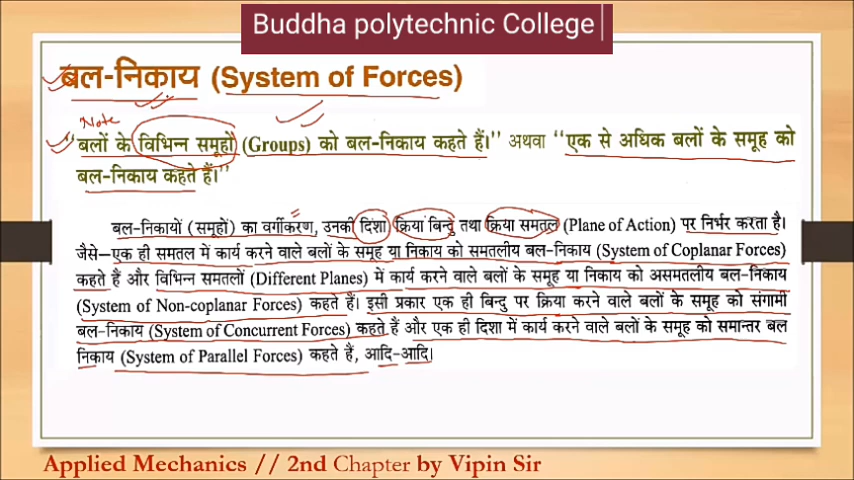 Buddha polytechnic College
बल-निकाय (System of Forces)
Note
"बलों के विभिन्न समूहों (Groups) को बल-निकाय कहते हैं।" अथवा "एक से अधिक बलों के समूह को
बल-निकाय कहते हैं।"
बल-निकायों (समूहों) का वर्गीकरण, उनकी दिशा क्रिया बिन्दु तथा क्रिया समतल (Plane of Action) पर निर्भर करता है।
जैसे— एक ही समतल में कार्य करने वाले बलों के समूह या निकाय को समतलीय बल-निकाय (System of Coplanar Forces)
कहते हैं और विभिन्न समतलों (Different Planes) में कार्य करने वाले बलों के समूह या निकाय को असमतलीय बल-निकाय
(System of Non-coplanar Forces) कहते हैं। इसी प्रकार एक ही बिन्दु पर क्रिया करने वाले बलों के समूह को संगामी
बल-निकाय (System of Concurrent Forces) कहते हैं और एक ही दिशा में कार्य करने वाले बलों के समूह को समान्तर बल
निकाय (System of Parallel Forces) कहते हैं, आदि-आदि।
Applied Mechanics // 2nd Chapter by Vipin Sir